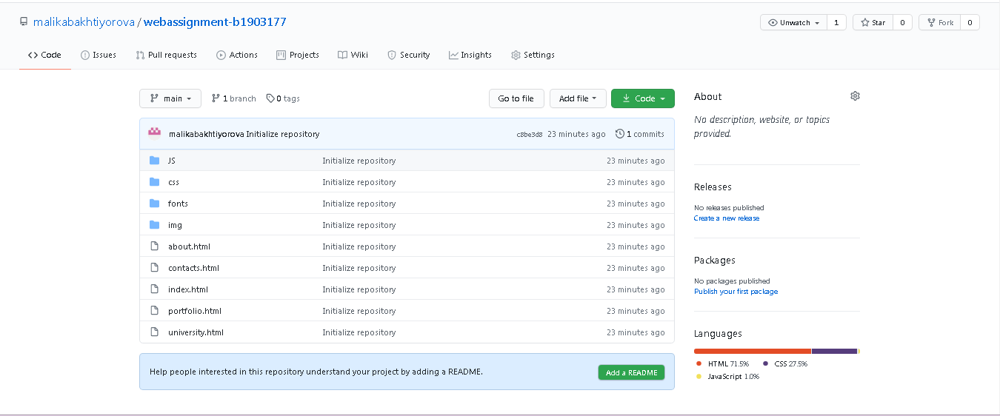 malikabakhtiyorova / webassignment-b1903177
Unwatch 1 Star 0 Fork 0
Code Issues Pull requests Actions Projects Wiki Security Insights Settings
main 1 branch 0 tags Go to file Add file Code
malikabakhtiyorova Initialize repository c8be3d8 23 minutes ago 1 commits
JS Initialize repository 23 minutes ago
css Initialize repository 23 minutes ago
fonts Initialize repository 23 minutes ago
img Initialize repository 23 minutes ago
about.html Initialize repository 23 minutes ago
contacts.html Initialize repository 23 minutes ago
index.html Initialize repository 23 minutes ago
portfolio.html Initialize repository 23 minutes ago
university.html Initialize repository 23 minutes ago
Help people interested in this repository understand your project by adding a README. Add a README
About
No description, website, or topics
provided.
Releases
No releases published
Create a new release
Packages
No packages published
Publish your first package
Languages
HTML 71.5% CSS 27.5%
JavaScript 1.0%